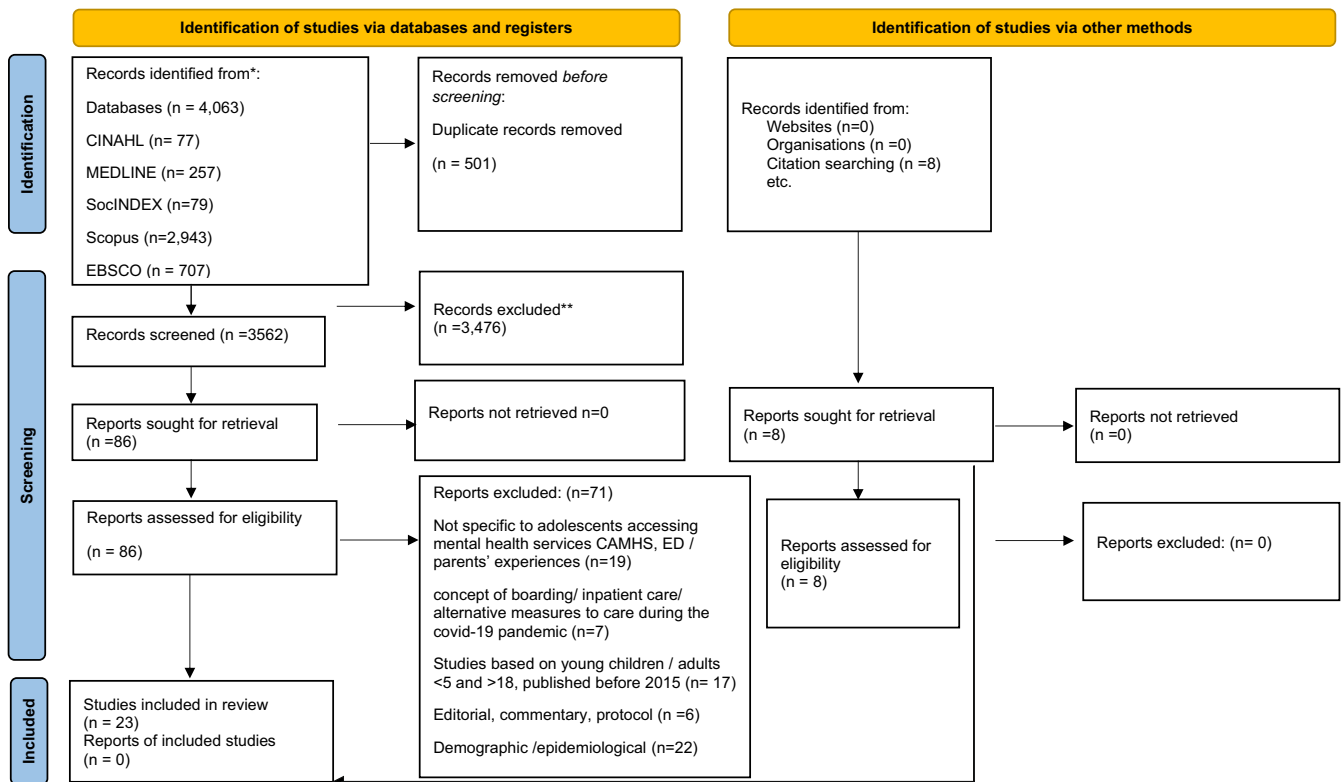 Identification of studies via databases and registers
Identification of studies via other methods
Identification
Records identified from*:
Databases (n = 4,063)
CINAHL (n= 77)
MEDLINE (n= 257)
SocINDEX (n=79)
Scopus (n=2,943)
EBSCO (n = 707)
Records removed before
screening:
Duplicate records removed
(n = 501)
Records identified from:
Websites (n=0)
Organisations (n =0)
Citation searching (n =8)
etc.
Screening
Records screened (n =3562)
Records excluded**
(n =3,476)
Reports sought for retrieval
(n =86)
Reports not retrieved n=0
Reports sought for retrieval
(n =8)
Reports not retrieved
(n =0)
Reports assessed for eligibility
(n = 86)
Reports excluded: (n=71)
Not specific to adolescents accessing
mental health services CAMHS, ED /
parents’ experiences (n=19)
concept of boarding/ inpatient care/
alternative measures to care during the
covid-19 pandemic (n=7)
Studies based on young children / adults
<5 and >18, published before 2015 (n= 17)
Editorial, commentary, protocol (n =6)
Demographic /epidemiological (n=22)
Reports assessed for
eligibility
(n = 8)
Reports excluded: (n= 0)
Included
Studies included in review
(n = 23)
Reports of included studies
(n = 0)